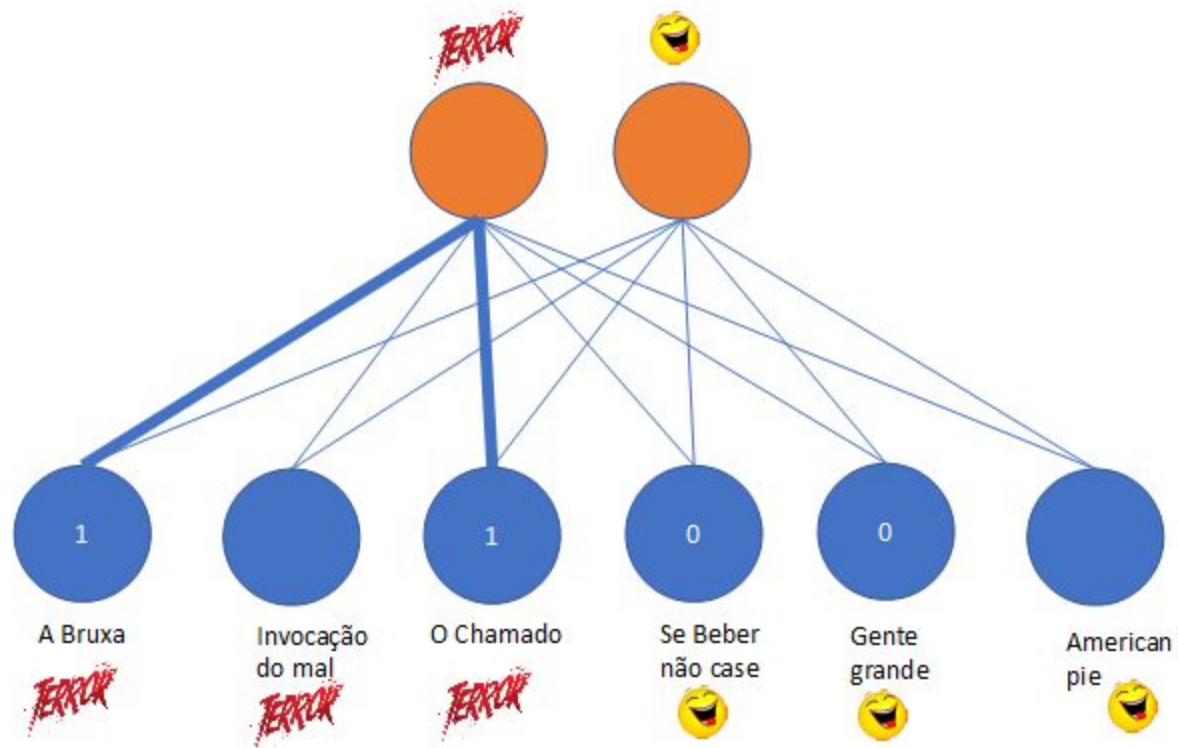 TERROR
1
1
0
0
A Bruxa
Invocação
do mal
O Chamado
Se Beber
não case
Gente
grande
American
pie
TERROR
TERROR
TERROR